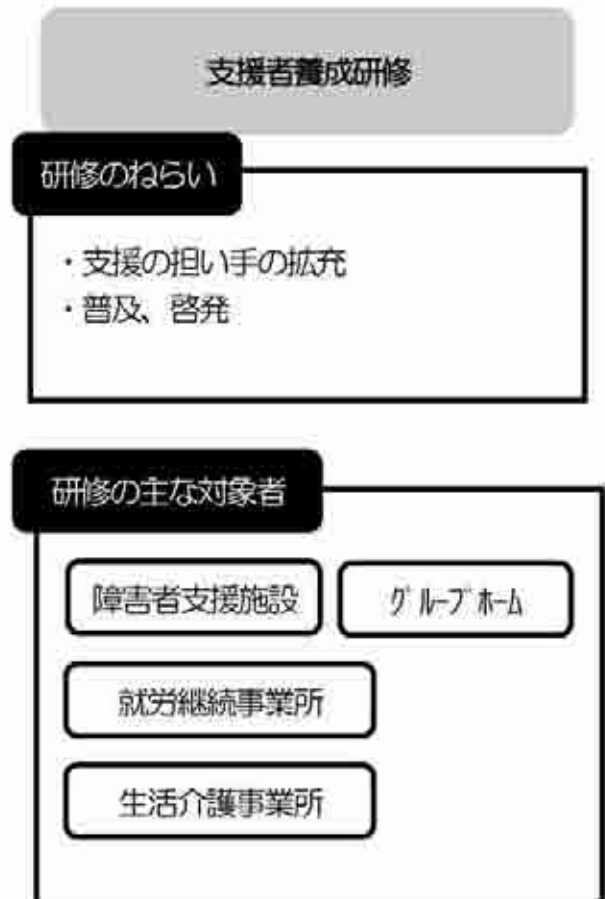 支援者養成研修
研修のねらい
・支援の担い手の拡充
・普及、啓発
研修の主な対象者
障害者支援施設 グループホーム
就労継続事業所
生活介護事業所